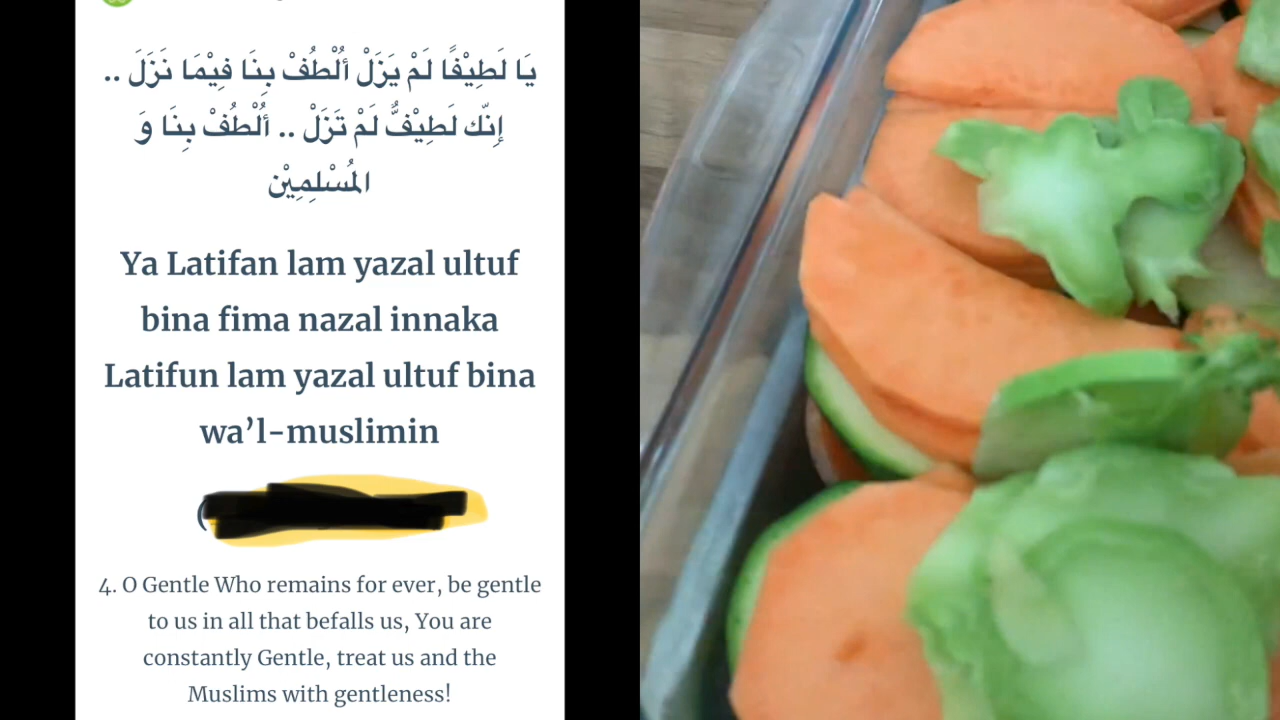 يَا لَطِيْفًا لَمْ يَزَلْ أُلْطُفْ بِنَا فِيْمَا نَزَلَ ..
إِنّك لَطِيْفٌ لَمْ تَزَلْ .. أُلْطُفْ بِنَا وَ
المُسْلِمِيْن
Ya Latifan lam yazal ultuf
bina fima nazal innaka
Latifun lam yazal ultuf bina
wa’l-muslimin
(
4. O Gentle Who remains for ever, be gentle
to us in all that befalls us, You are
constantly Gentle, treat us and the
Muslims with gentleness!